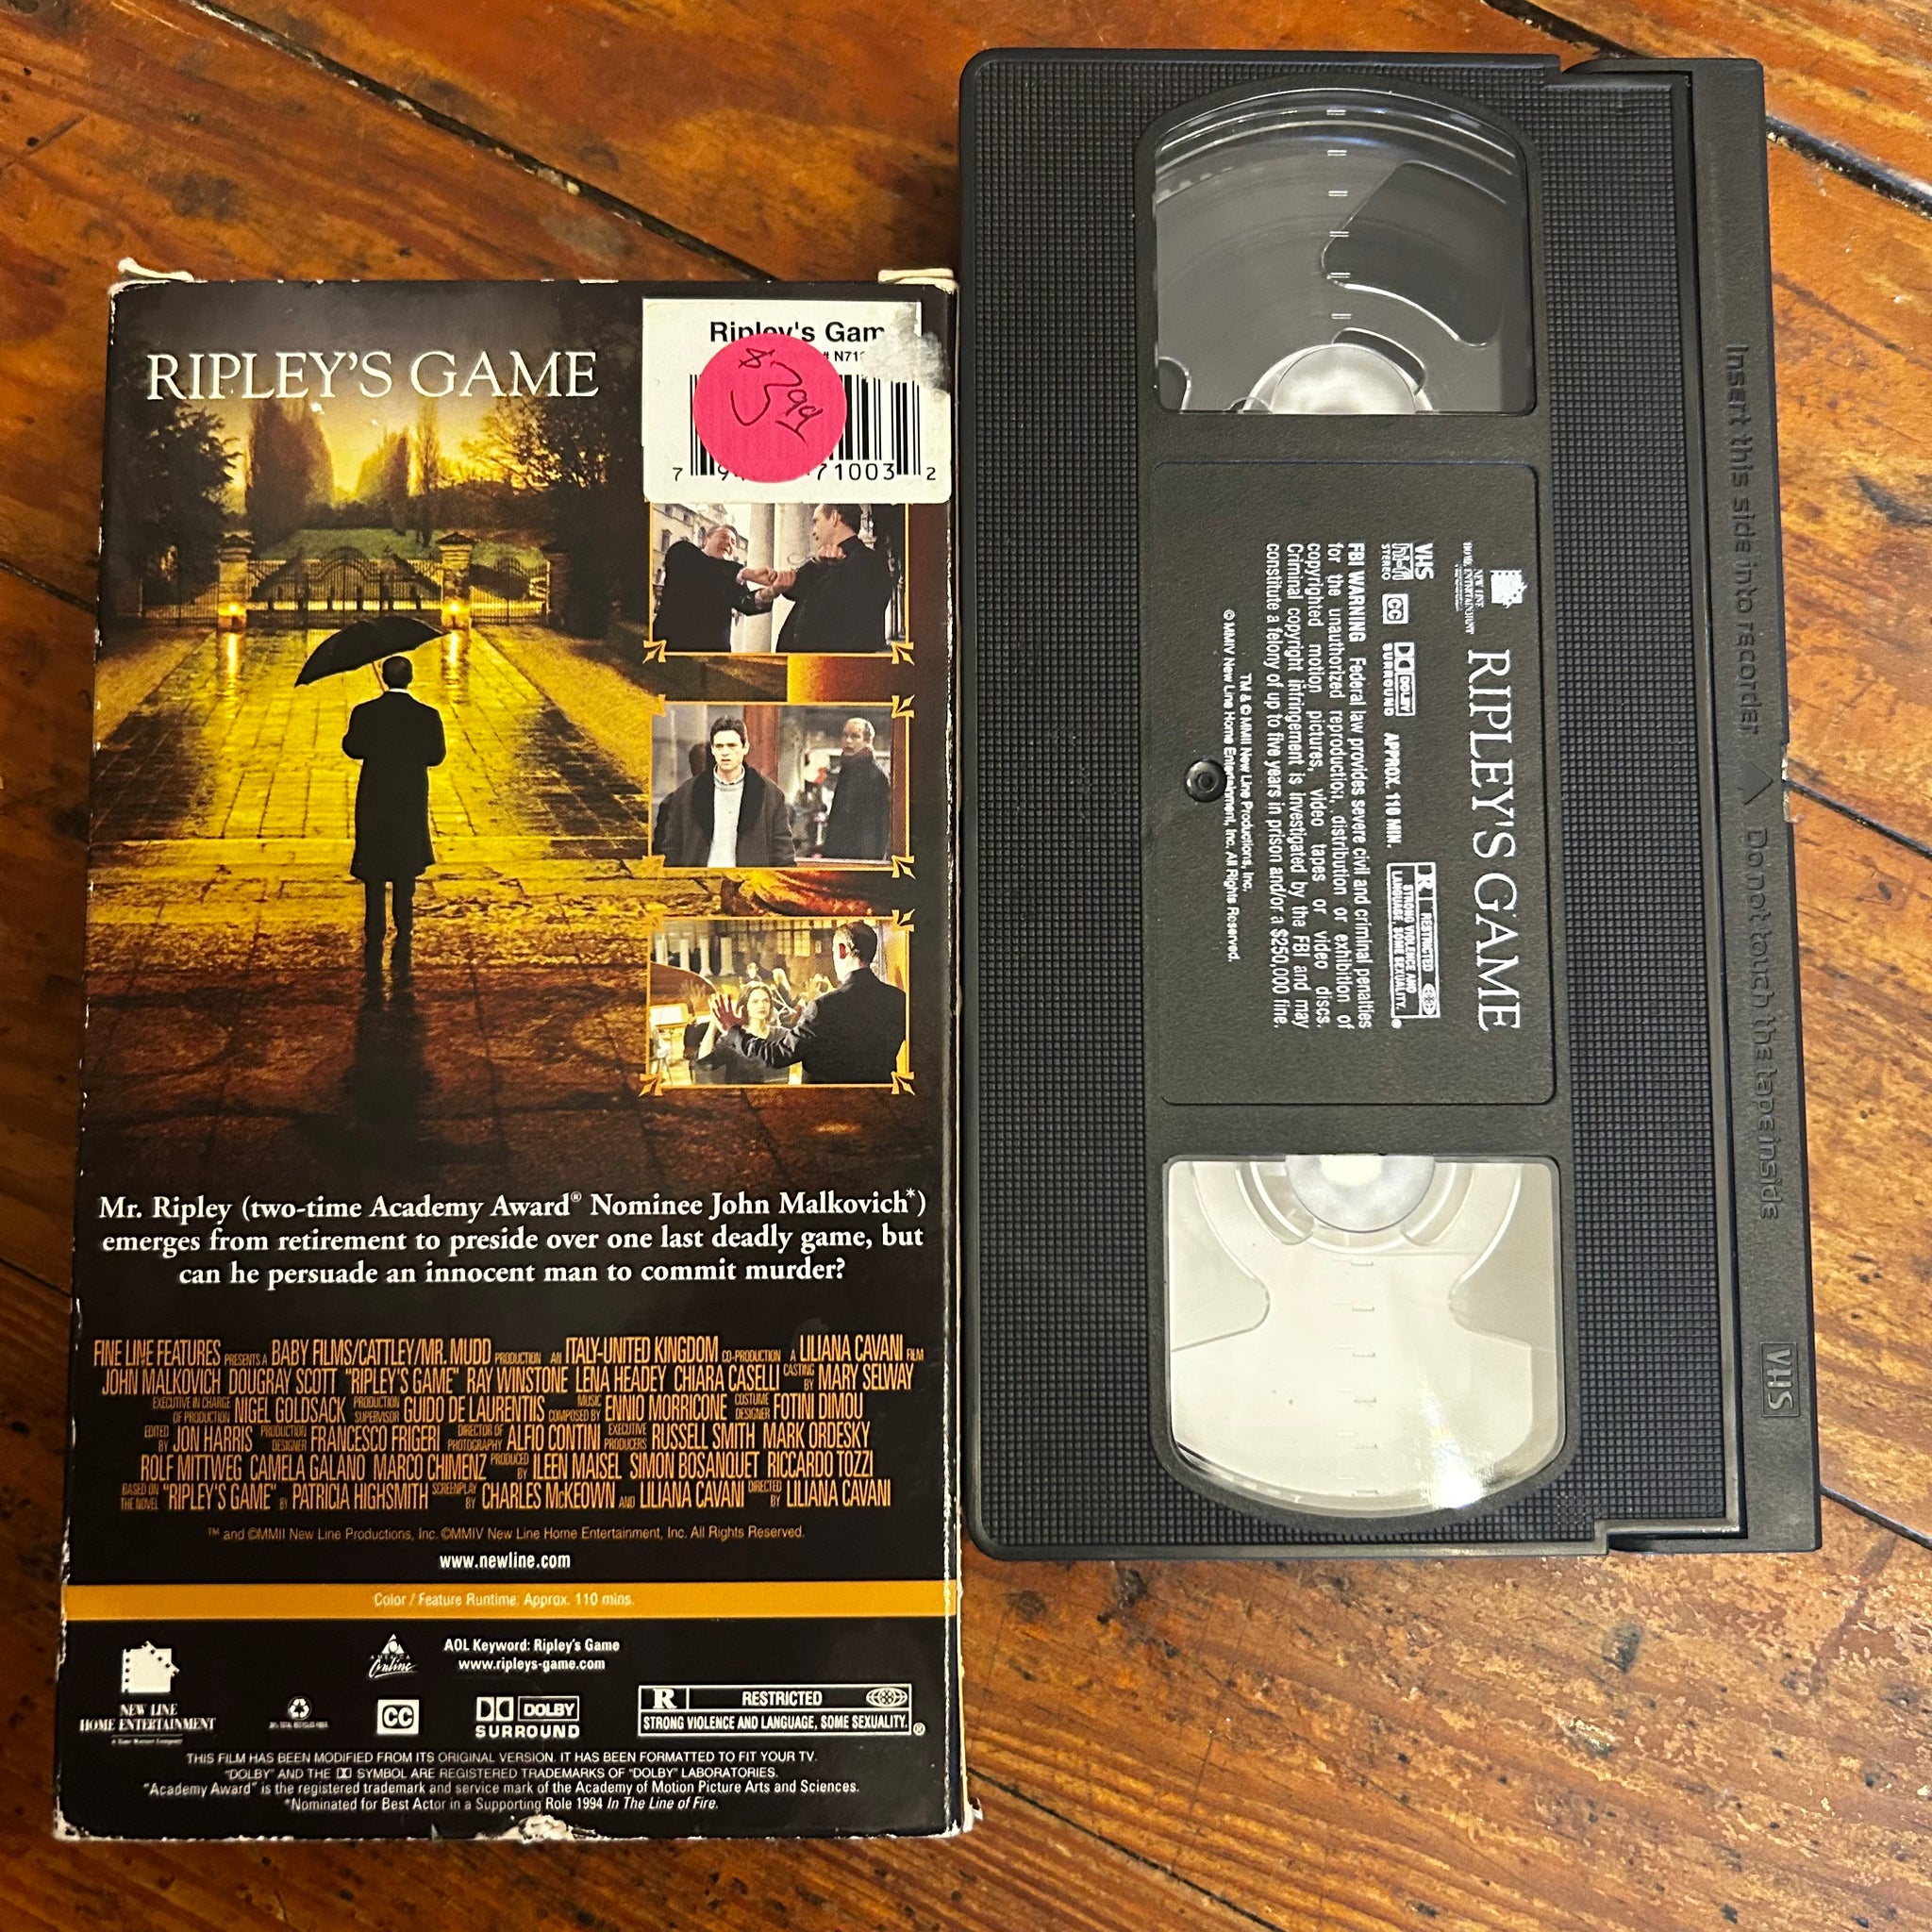 RIPLEY'S GAME
Ripley's Gam
# N71
$ 7.99
7 9 71003 2
Mr. Ripley (two-time Academy Award® Nominee John Malkovich*)
emerges from retirement to preside over one last deadly game, but
can he persuade an innocent man to commit murder?
FINE LINE FEATURES PRESENTS A BABY FILMS/CATTLEY/MR. MUDD PRODUCTION AN ITALY-UNITED KINGDOM CO-PRODUCTION A LILIANA CAVANI FILM
JOHN MALKOVICH DOUGRAY SCOTT "RIPLEY'S GAME" RAY WINSTONE LENA HEADEY CHIARA CASELLI CASTING BY MARY SELWAY
EXECUTIVE IN CHARGE OF PRODUCTION NIGEL GOLDSACK PRODUCTION SUPERVISOR GUIDO DE LAURENTIIS MUSIC COMPOSED BY ENNIO MORRICONE COSTUME DESIGNER FOTINI DIMOU
EDITED BY JON HARRIS PRODUCTION DESIGNER FRANCESCO FRIGERI DIRECTOR OF PHOTOGRAPHY ALFIO CONTINI EXECUTIVE PRODUCERS RUSSELL SMITH MARK ORDESKY
ROLF MITTWEG CAMELA GALANO MARCO CHIMENZ PRODUCED BY ILEEN MAISEL SIMON BOSANQUET RICCARDO TOZZI
BASED ON THE NOVEL "RIPLEY'S GAME" BY PATRICIA HIGHSMITH SCREENPLAY BY CHARLES McKEOWN AND LILIANA CAVANI DIRECTED BY LILIANA CAVANI
™ and ©MMII New Line Productions, Inc. ©MMIV New Line Home Entertainment, Inc. All Rights Reserved.
www.newline.com
Color / Feature Runtime: Approx. 110 mins.
AMERICA
Online
AOL Keyword: Ripley's Game
www.ripleys-game.com
NEW LINE
HOME ENTERTAINMENT
A Time Warner Company
CC
DOLBY
SURROUND
R RESTRICTED
STRONG VIOLENCE AND LANGUAGE, SOME SEXUALITY. ®
THIS FILM HAS BEEN MODIFIED FROM ITS ORIGINAL VERSION. IT HAS BEEN FORMATTED TO FIT YOUR TV.
"DOLBY" AND THE SYMBOL ARE REGISTERED TRADEMARKS OF "DOLBY" LABORATORIES.
"Academy Award" is the registered trademark and service mark of the Academy of Motion Picture Arts and Sciences.
*Nominated for Best Actor in a Supporting Role 1994 In The Line of Fire.
Insert this side into recorder △ Do not touch the tape inside
VHS
NEW LINE
HOME ENTERTAINMENT
RIPLEY'S GAME
VHS
hi-fi
STEREO
CC
DOLBY
SURROUND
APPROX. 110 MIN.
R RESTRICTED
STRONG VIOLENCE AND
LANGUAGE, SOME SEXUALITY. ®
FBI WARNING Federal law provides severe civil and criminal penalties
for the unauthorized reproduction, distribution or exhibition of
copyrighted motion pictures, video tapes or video discs.
Criminal copyright infringement is investigated by the FBI and may
constitute a felony of up to five years in prison and/or a $250,000 fine.
TM & © MMII New Line Productions, Inc.
© MMIV New Line Home Entertainment, Inc. All Rights Reserved.